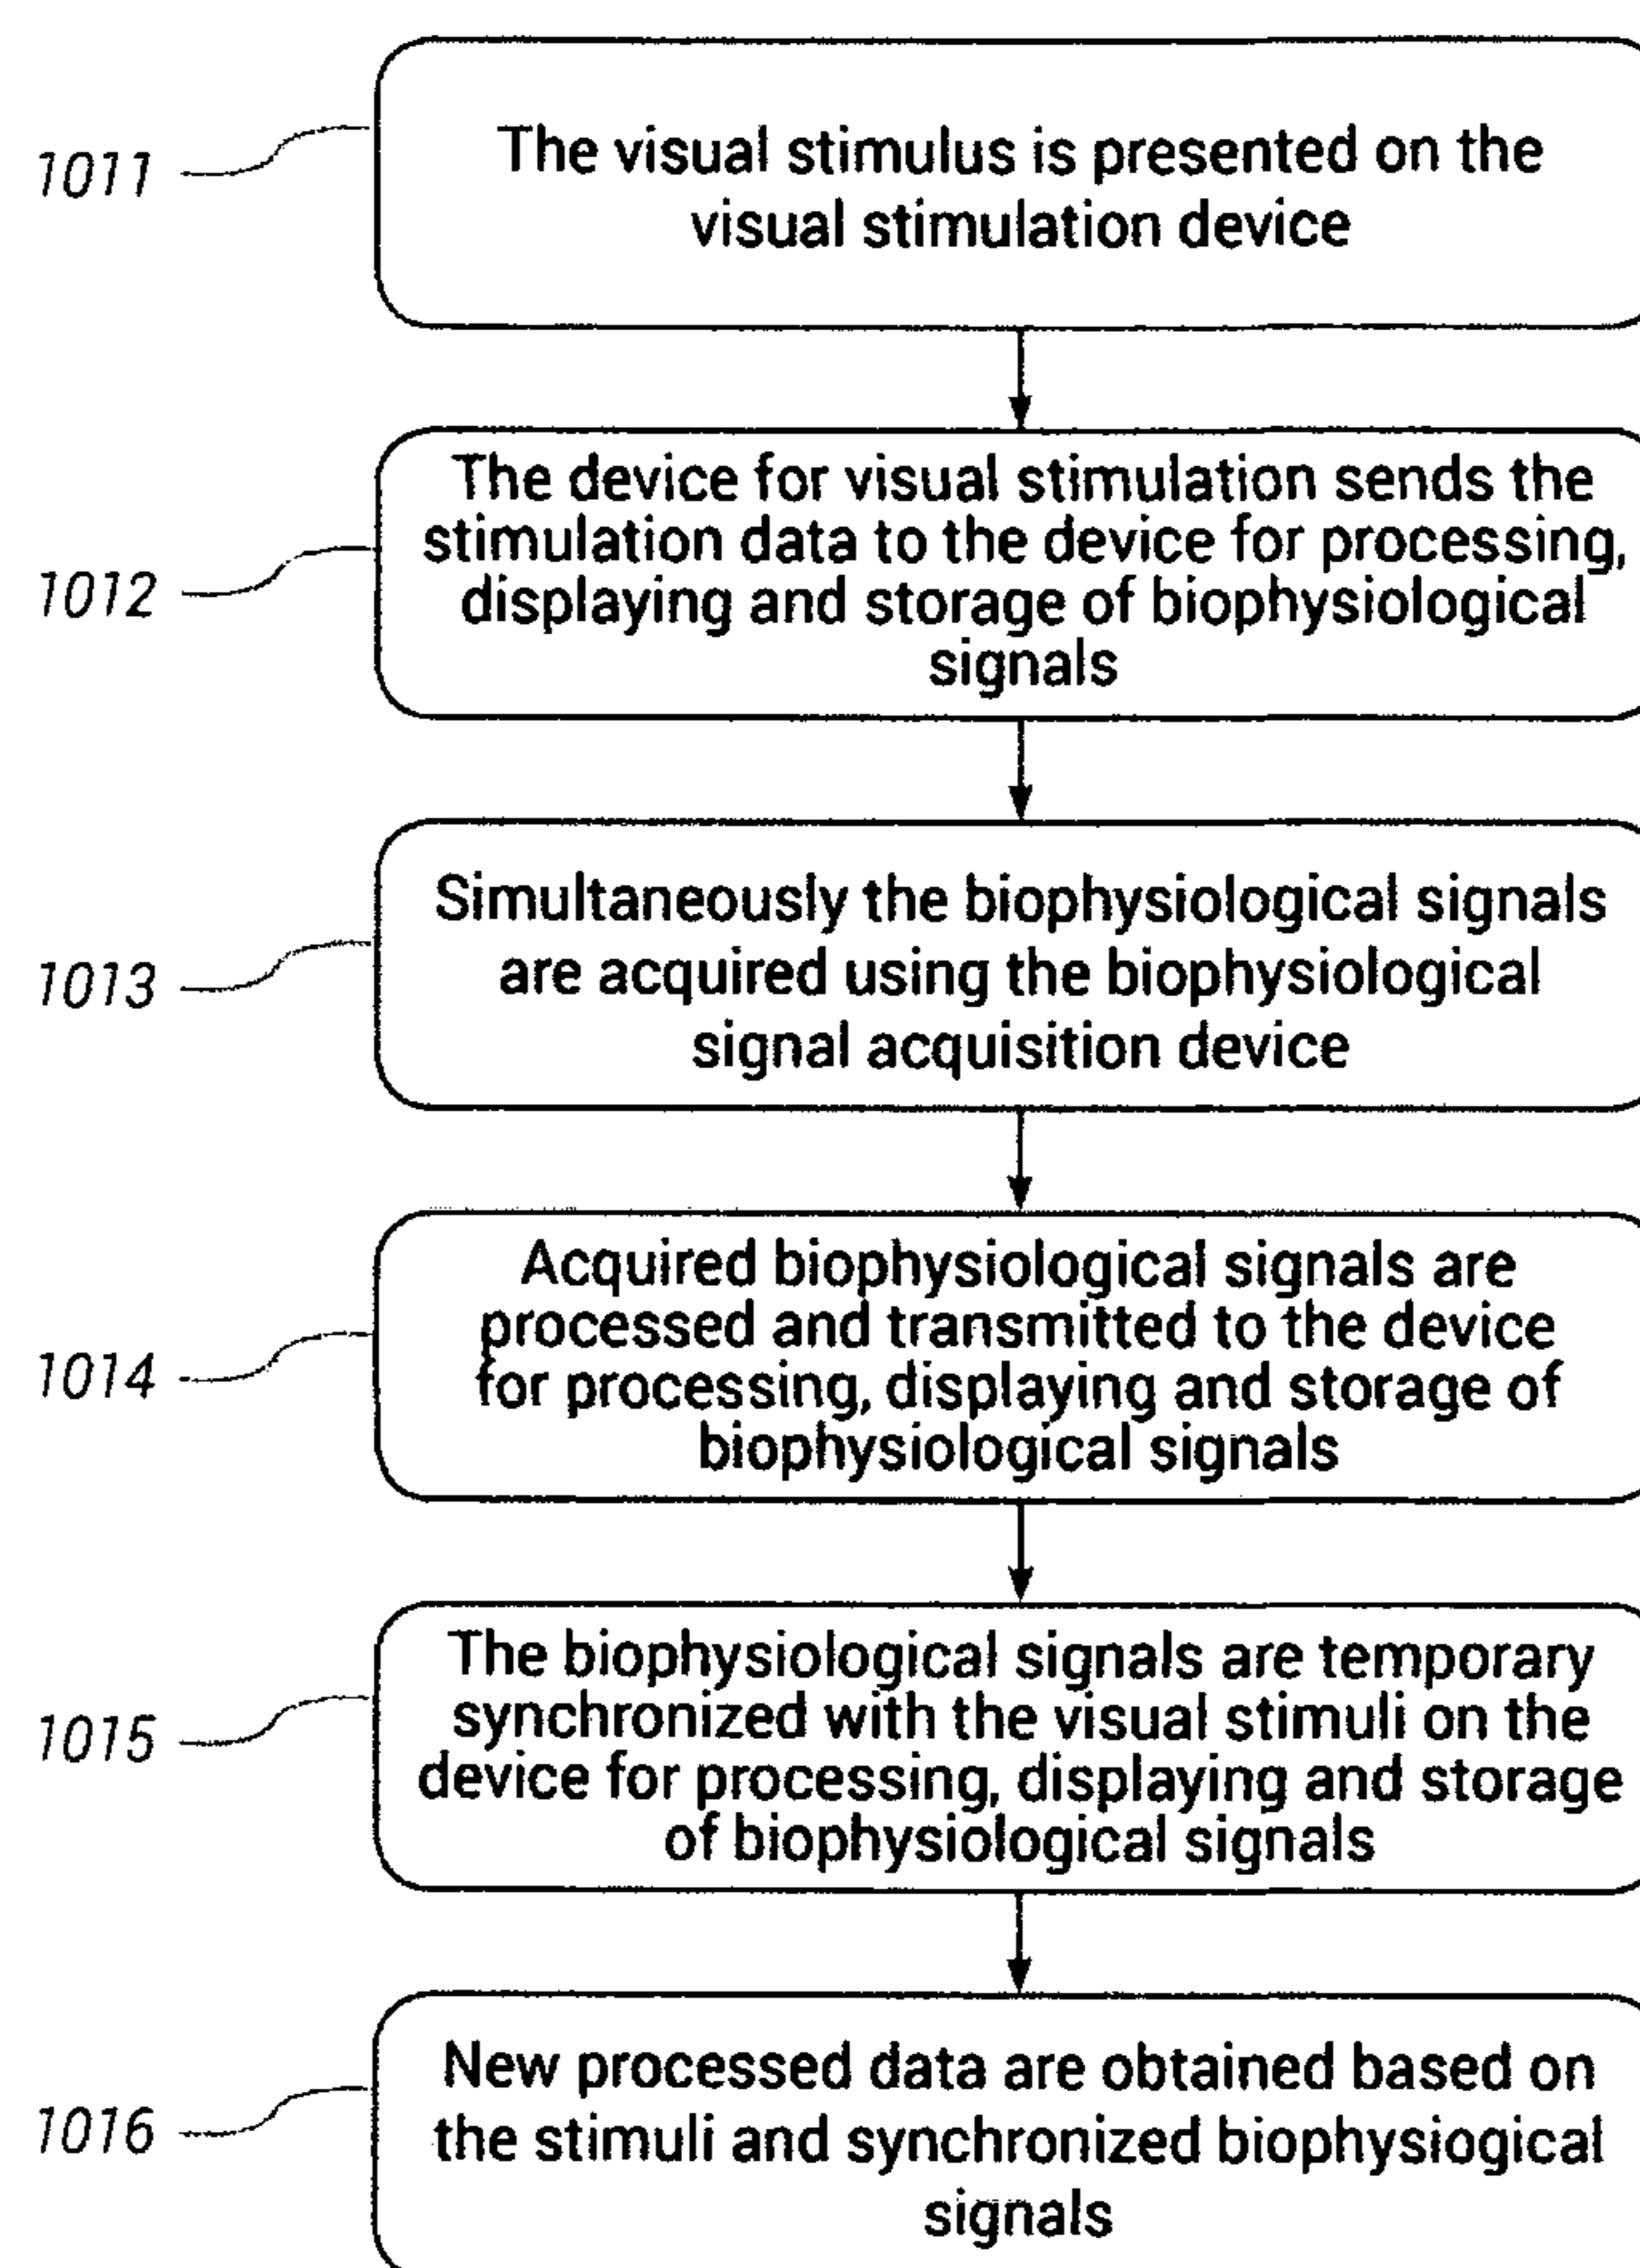 1011
The visual stimulus is presented on the
visual stimulation device
1012
The device for visual stimulation sends the
stimulation data to the device for processing,
displaying and storage of biophysiological
signals
1013
Simultaneously the biophysiological signals
are acquired using the biophysiological
signal acquisition device
1014
Acquired biophysiological signals are
processed and transmitted to the device
for processing, displaying and storage of
biophysiological signals
1015
The biophysiological signals are temporary
synchronized with the visual stimuli on the
device for processing, displaying and storage
of biophysiological signals
1016
New processed data are obtained based on
the stimuli and synchronized biophysiogical
signals